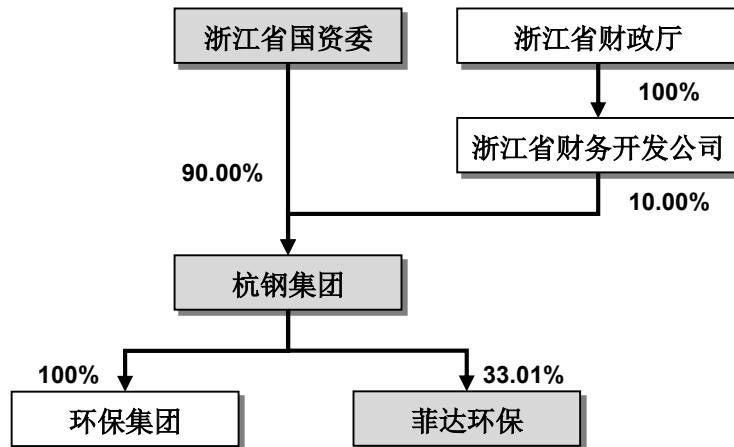 浙江省国资委
浙江省财政厅
100%
浙江省财务开发公司
90.00%
10.00%
杭钢集团
100%
33.01%
环保集团
菲达环保